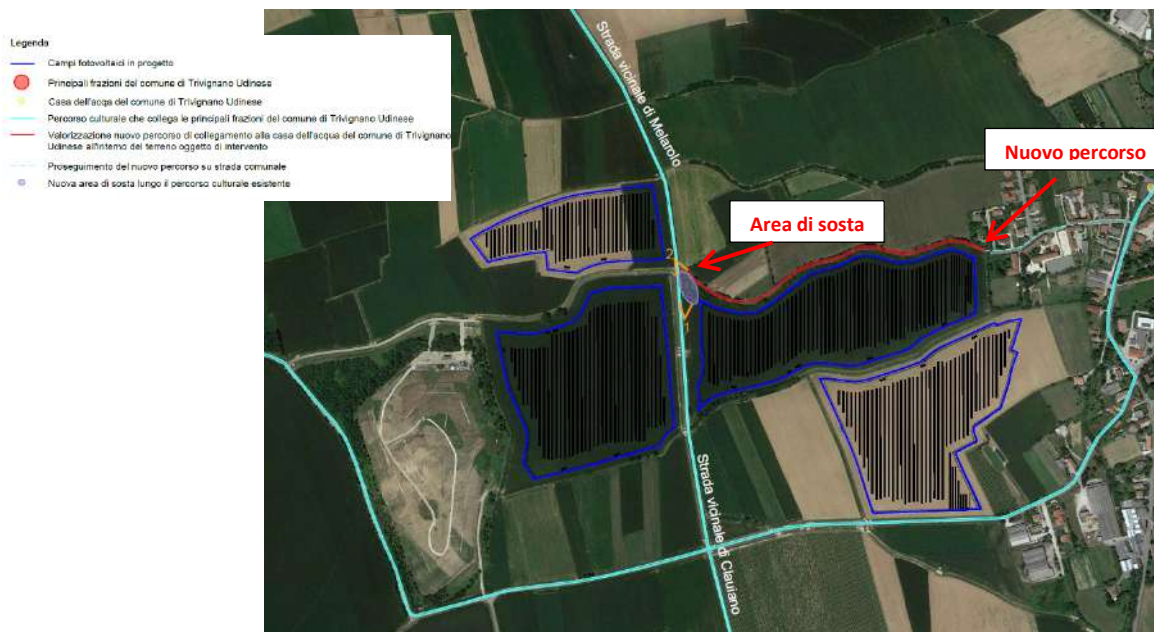 Legenda
Campi fotovoltaici in progetto
Principali frazioni del comune di Trivignano Udinese
Casa dell'acqa del comune di Trivignano Udinese
Percorso culturale che collega le principali frazioni del comune di Trivignano Udinese
Valorizzazione nuovo percorso di collegamento alla casa dell'acqua del comune di Trivignano
Udinese all'interno del terreno oggetto di intervento
Proseguimento del nuovo percorso su strada comunale
Nuova area di sosta lungo il percorso culturale esistente
Strada vicinale di Melarolo
Nuovo percorso
Area di sosta
Strada vicinale di Clauiano